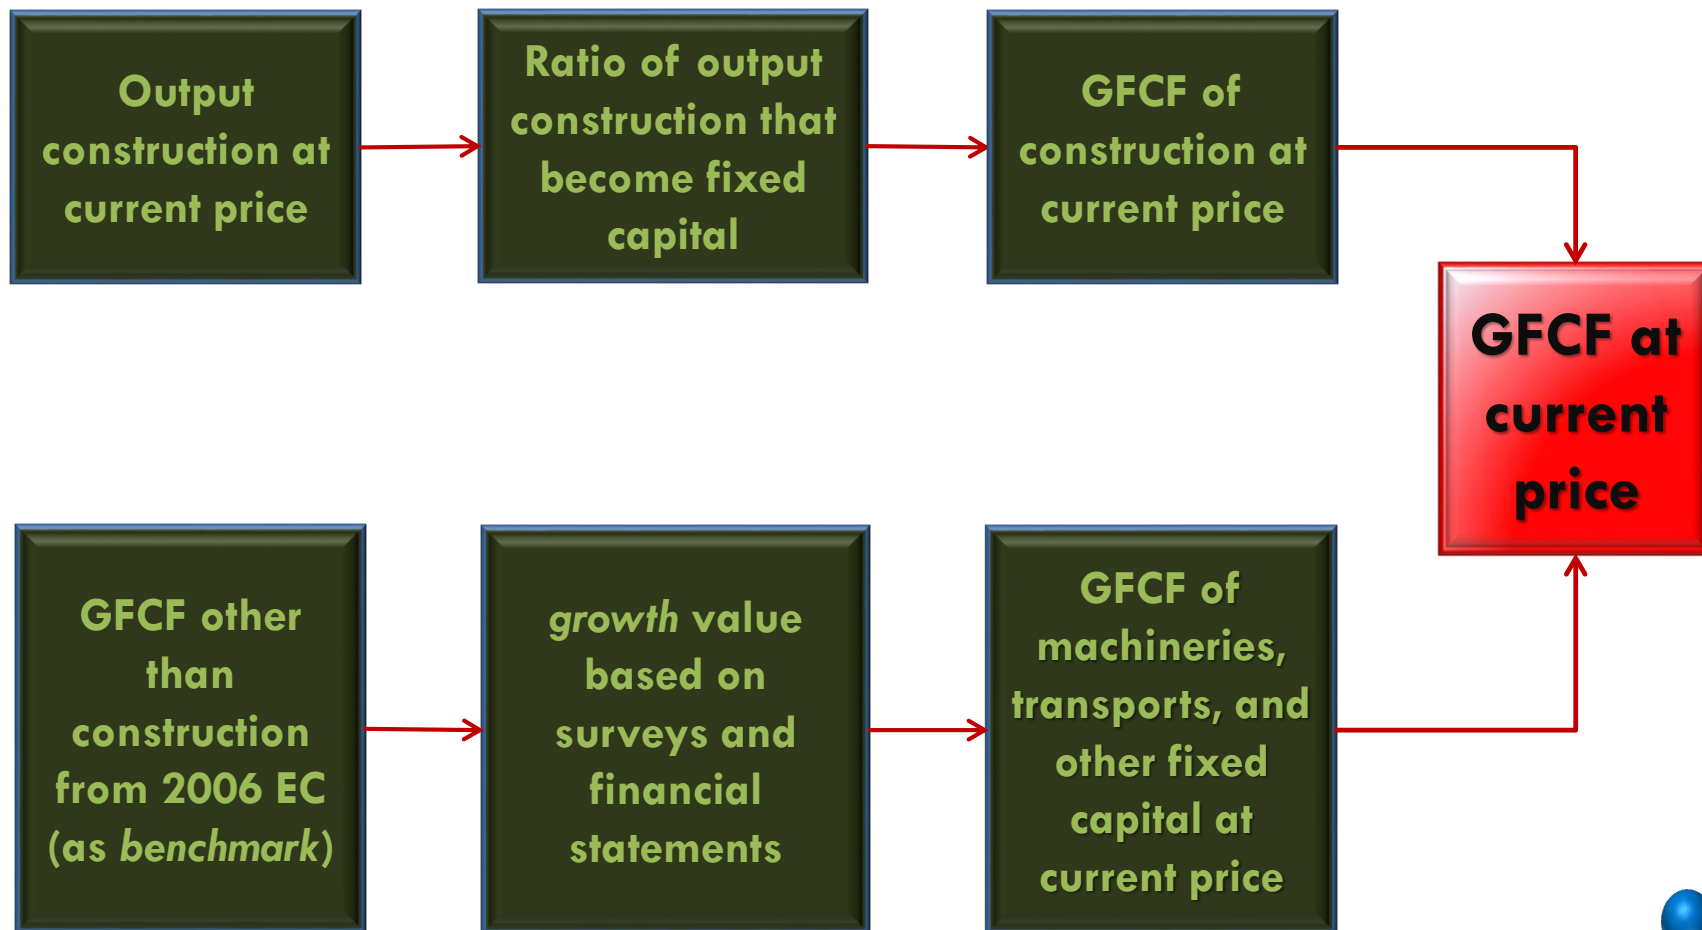 Output
construction at
current price
Ratio of output
construction that
become fixed
capital
GFCF of
construction at
current price
GFCF at
current
price
GFCF other
than
construction
from 2006 EC
(as benchmark)
growth value
based on
surveys and
financial
statements
GFCF of
machineries,
transports, and
other fixed
capital at
current price